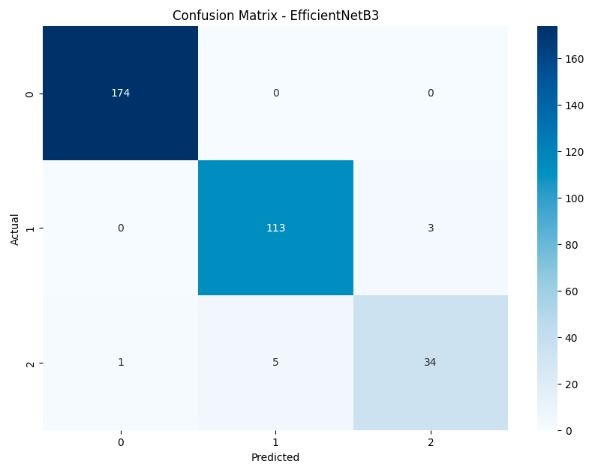 Confusion Matrix - EfficientNetB3
Actual
0
174 0 0
1
0 113 3
2
1 5 34
0 1 2
Predicted
160
140
120
100
80
60
40
20
0